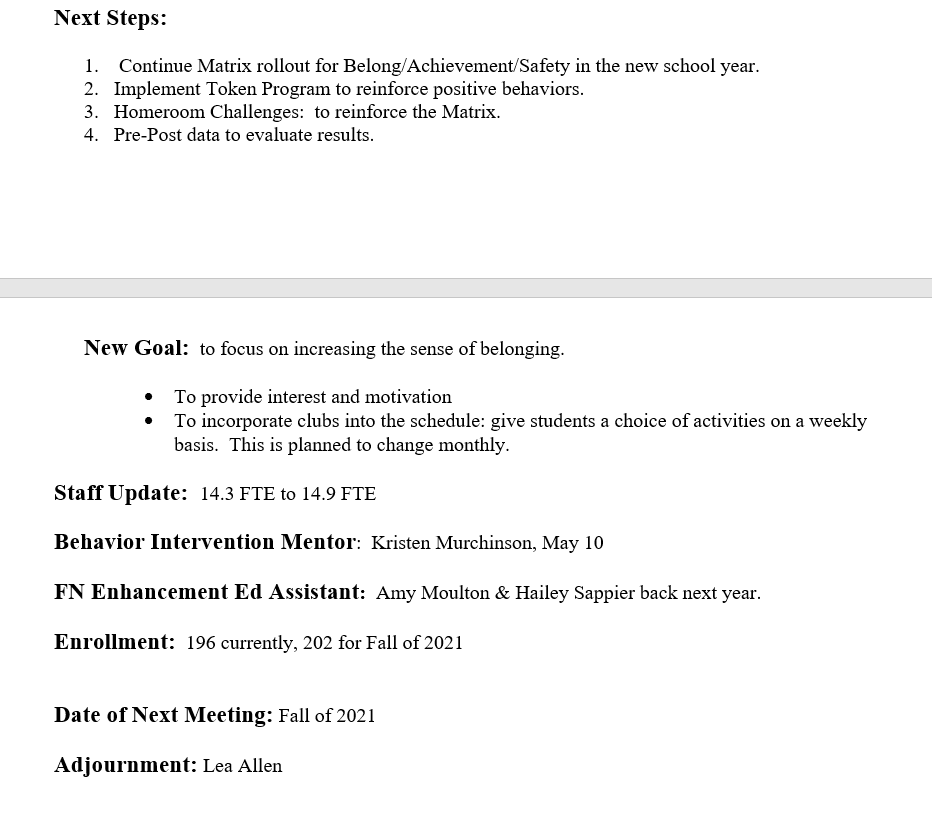 Next Steps:
1. Continue Matrix rollout for Belong/Achievement/Safety in the new school year.
2. Implement Token Program to reinforce positive behaviors.
3. Homeroom Challenges: to reinforce the Matrix.
4. Pre-Post data to evaluate results.
New Goal: to focus on increasing the sense of belonging.
• To provide interest and motivation
• To incorporate clubs into the schedule: give students a choice of activities on a weekly
basis. This is planned to change monthly.
Staff Update: 14.3 FTE to 14.9 FTE
Behavior Intervention Mentor: Kristen Murchinson, May 10
FN Enhancement Ed Assistant: Amy Moulton & Hailey Sappier back next year.
Enrollment: 196 currently, 202 for Fall of 2021
Date of Next Meeting: Fall of 2021
Adjournment: Lea Allen